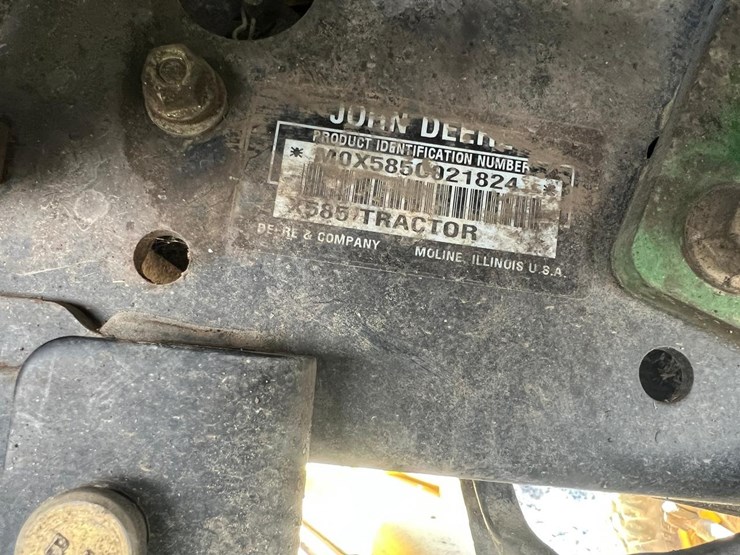 JOHN DEERE
PRODUCT IDENTIFICATION NUMBER
* M0X585C021824 *
X585 TRACTOR
DEERE & COMPANY MOLINE, ILLINOIS U.S.A.